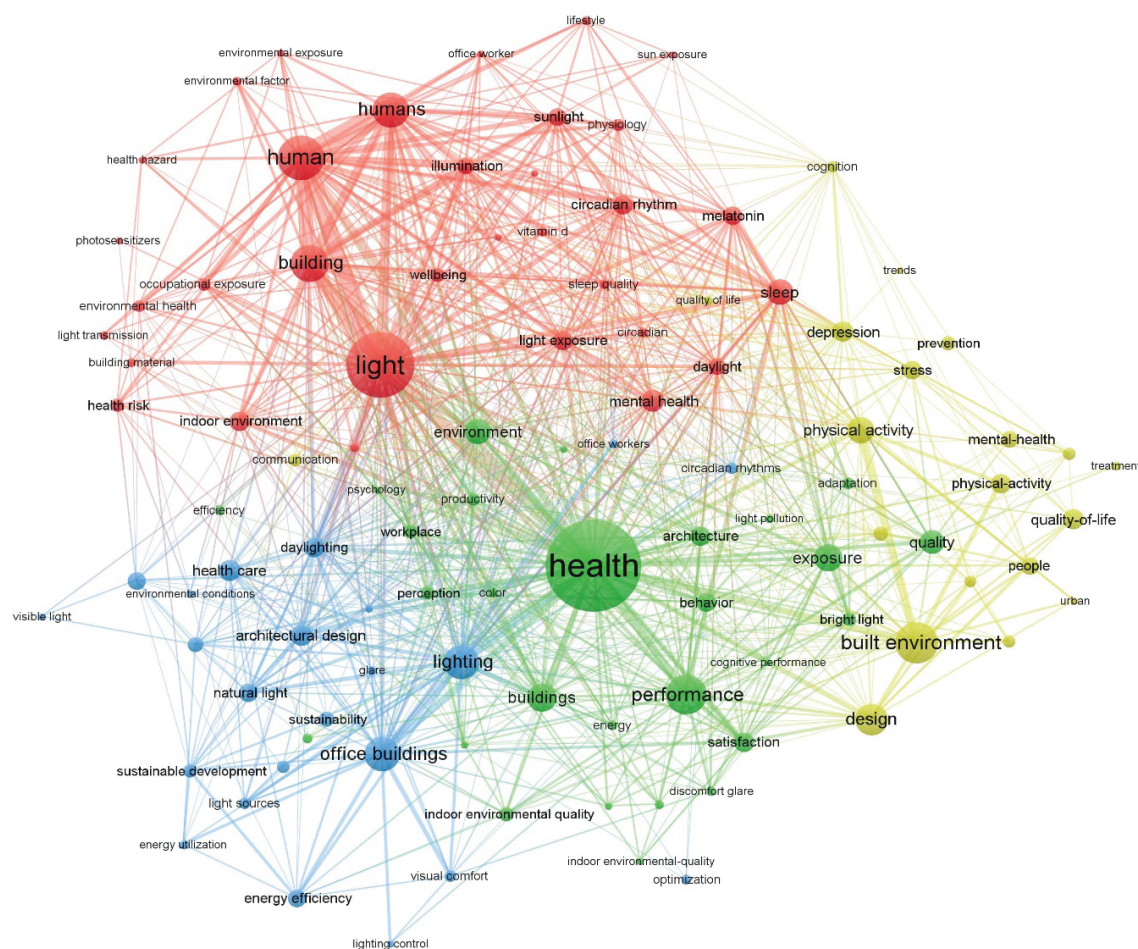 lifestyle
environmental exposure
office worker
sun exposure
environmental factor
humans
sunlight
physiology
human
health hazard
illumination
cognition
circadian rhythm
melatonin
vitamin d
photosensitizers
building
wellbeing
trends
occupational exposure
sleep quality
sleep
quality of life
environmental health
light transmission
light exposure
circadian
depression
prevention
building material
light
daylight
stress
health risk
mental health
indoor environment
environment
physical activity
office workers
mental-health
communication
circadian rhythms
treatment
psychology
productivity
adaptation
physical-activity
efficiency
light pollution
quality-of-life
workplace
architecture
daylighting
quality
exposure
health
health care
people
environmental conditions
perception
color
behavior
urban
visible light
bright light
architectural design
built environment
lighting
glare
cognitive performance
natural light
buildings
performance
sustainability
energy
design
office buildings
satisfaction
sustainable development
discomfort glare
light sources
indoor environmental quality
energy utilization
indoor environmental-quality
visual comfort
optimization
energy efficiency
lighting control